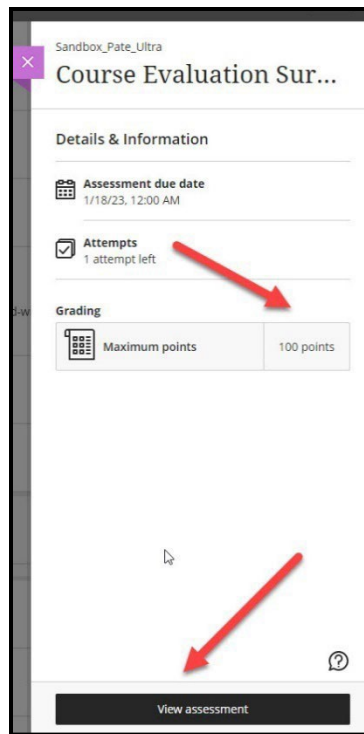 Sandbox_Pate_Ultra
Course Evaluation Sur...
Details & Information
Assessment due date
1/18/23, 12:00 AM
Attempts
1 attempt left
d-w
Grading
Maximum points
100 points
View assessment